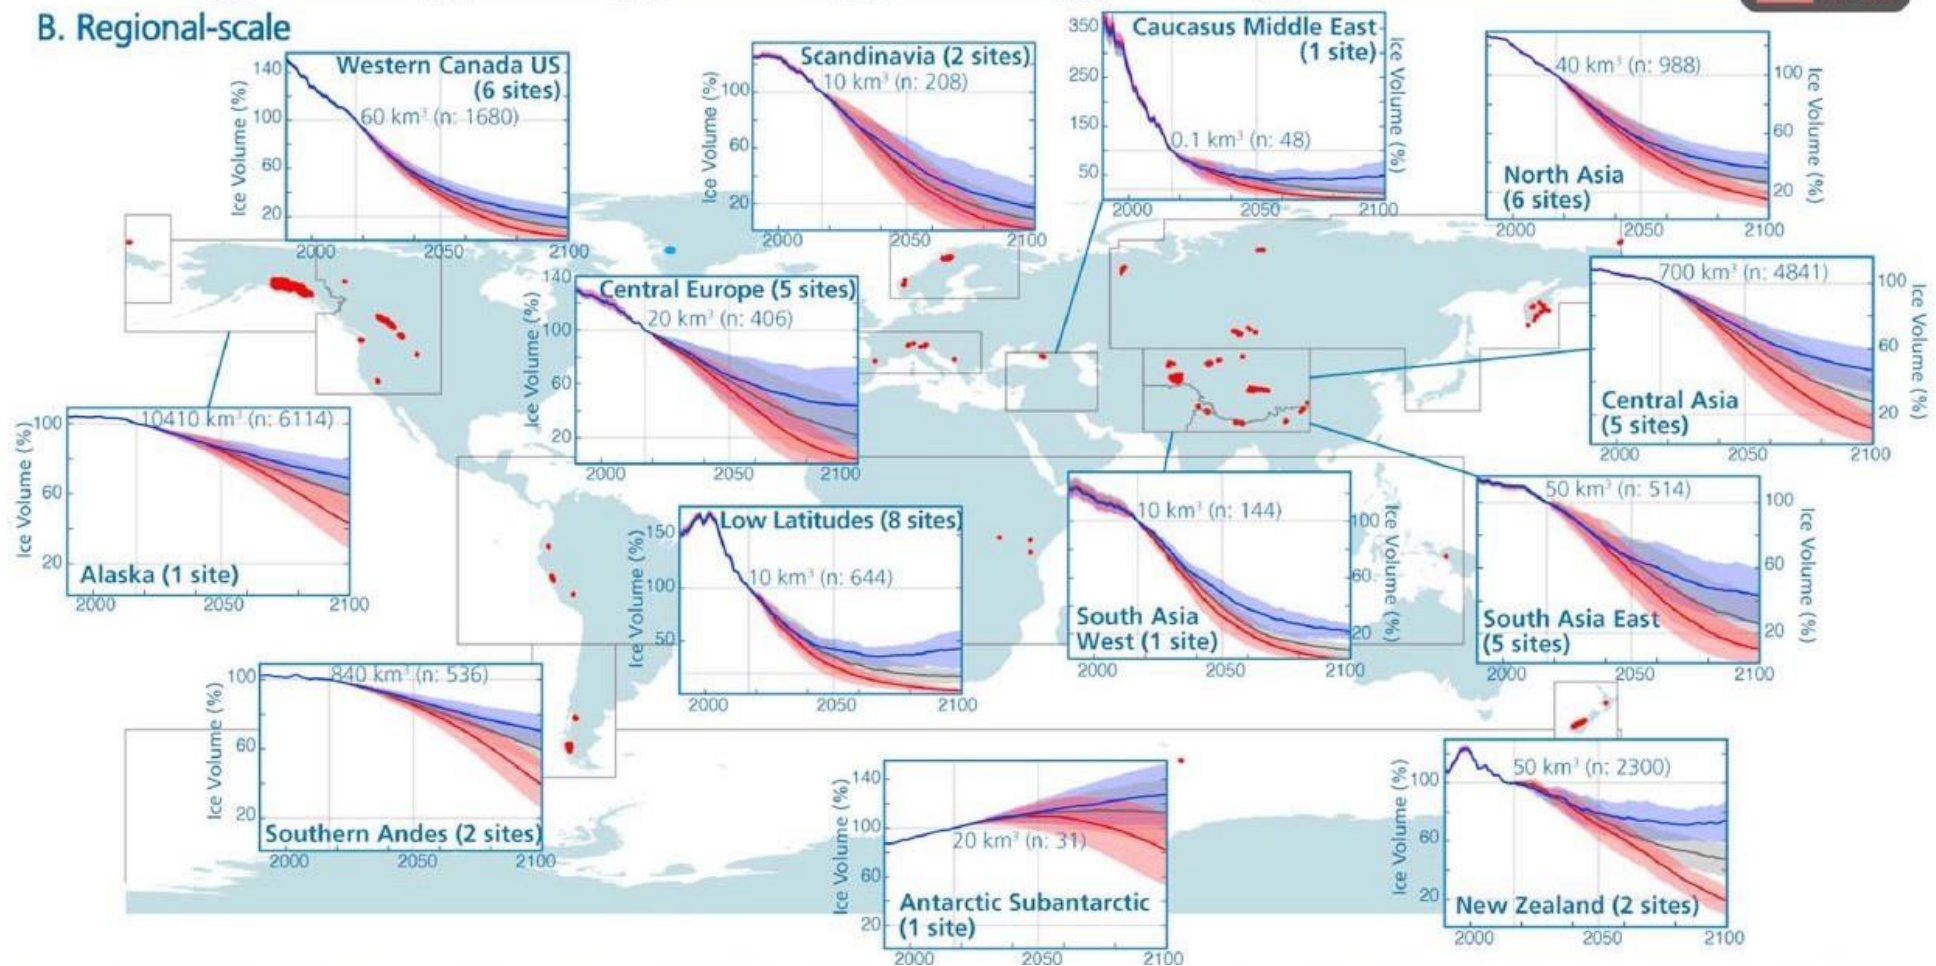 B. Regional-scale
Western Canada US
(6 sites)
60 km³ (n: 1680)
Ice Volume (%)
140
100
60
20
2000
2050
2100
Scandinavia (2 sites)
10 km³ (n: 208)
Ice Volume (%)
100
60
20
2000
2050
2100
Caucasus Middle East
(1 site)
0.1 km³ (n: 48)
Ice Volume (%)
350
250
150
50
2000
2050
2100
40 km³ (n: 988)
North Asia
(6 sites)
Ice Volume (%)
100
60
20
2000
2050
2100
Central Europe (5 sites)
20 km³ (n: 406)
Ice Volume (%)
140
100
60
20
2000
2050
2100
700 km³ (n: 4841)
Central Asia
(5 sites)
Ice Volume (%)
100
60
20
2000
2050
2100
10410 km³ (n: 6114)
Alaska (1 site)
Ice Volume (%)
100
60
20
2000
2050
2100
Low Latitudes (8 sites)
10 km³ (n: 644)
Ice Volume (%)
150
100
50
2000
2050
2100
10 km³ (n: 144)
South Asia
West (1 site)
Ice Volume (%)
100
60
20
2000
2050
2100
50 km³ (n: 514)
South Asia East
(5 sites)
Ice Volume (%)
100
60
20
2000
2050
2100
840 km³ (n: 536)
Southern Andes (2 sites)
Ice Volume (%)
100
60
20
2000
2050
2100
20 km³ (n: 31)
Antarctic Subantarctic
(1 site)
Ice Volume (%)
140
100
60
20
2000
2050
2100
50 km³ (n: 2300)
New Zealand (2 sites)
Ice Volume (%)
100
60
20
2000
2050
2100